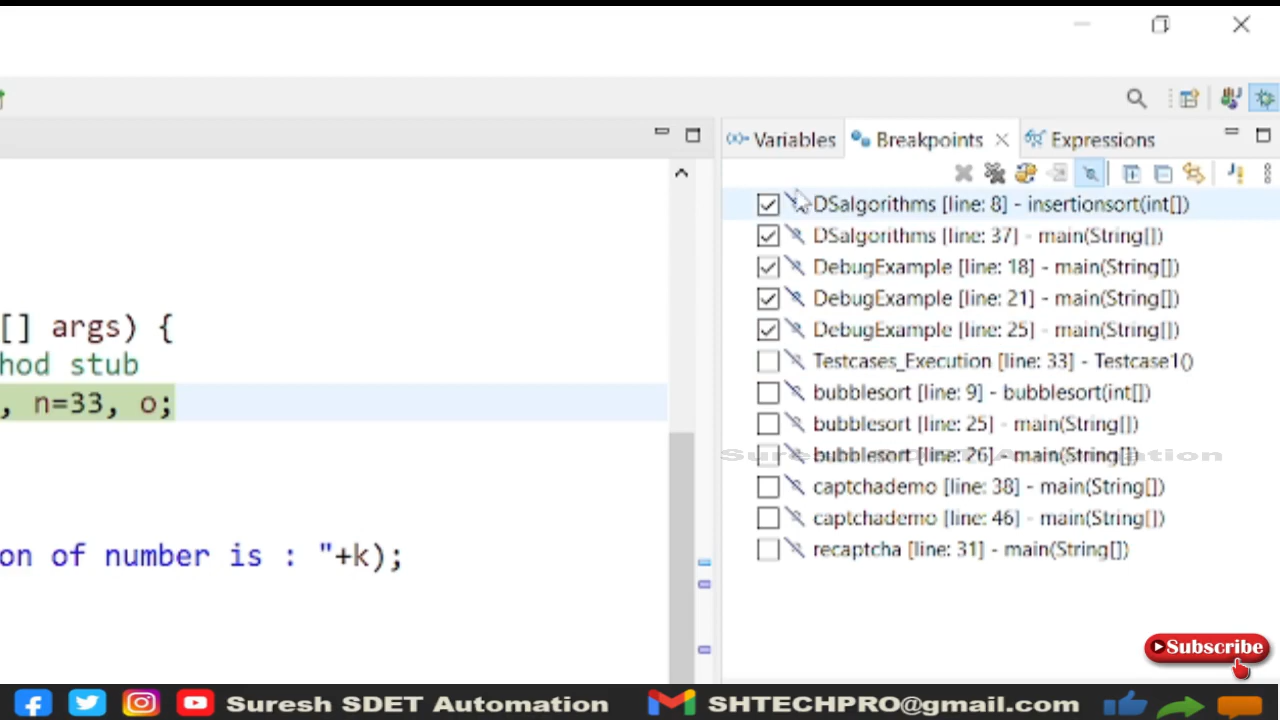 Variables
Breakpoints
Expressions
DSalgorithms [line: 8] - insertionsort(int[])
DSalgorithms [line: 37] - main(String[])
DebugExample [line: 18] - main(String[])
DebugExample [line: 21] - main(String[])
DebugExample [line: 25] - main(String[])
Testcases_Execution [line: 33] - Testcase1()
bubblesort [line: 9] - bubblesort(int[])
bubblesort [line: 25] - main(String[])
bubblesort [line: 26] - main(String[])
captchademo [line: 38] - main(String[])
captchademo [line: 46] - main(String[])
recaptcha [line: 31] - main(String[])
[] args) {
hod stub
, n=33, o;
on of number is : "+k);
Subscribe
Suresh SDET Automation
SHTECHPRO@gmail.com